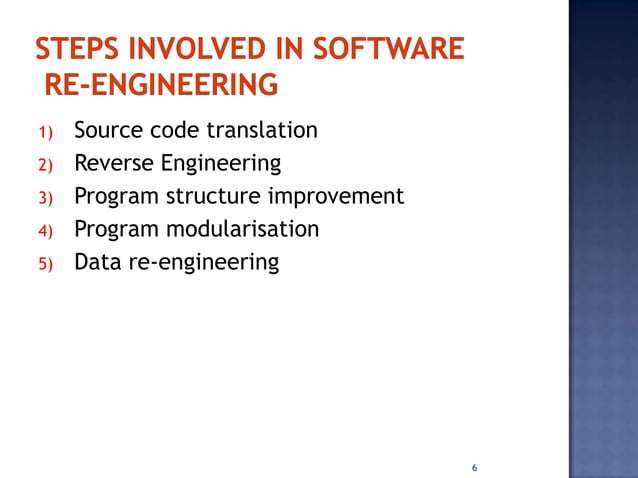 STEPS INVOLVED IN SOFTWARE
RE-ENGINEERING
1) Source code translation
2) Reverse Engineering
3) Program structure improvement
4) Program modularisation
5) Data re-engineering
6